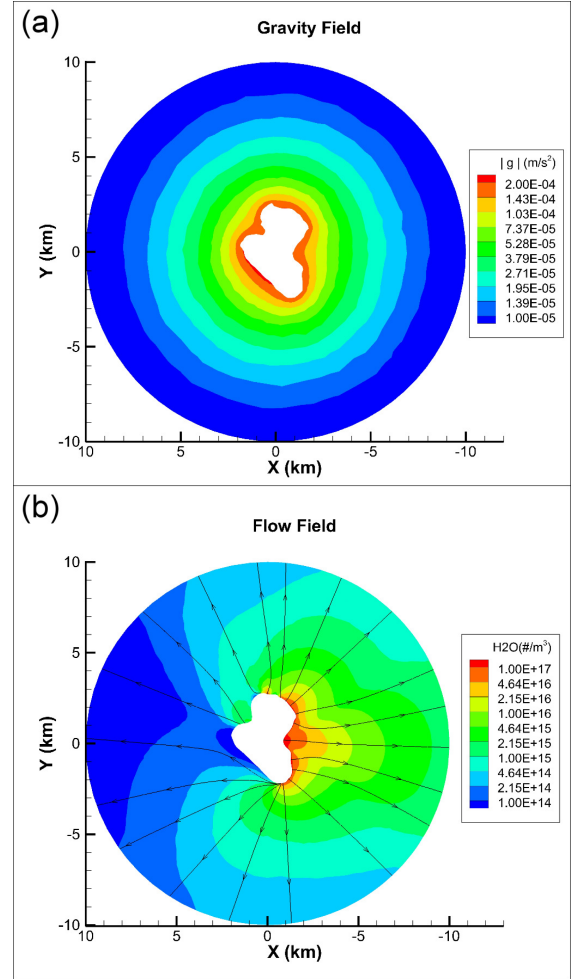 (a)
Gravity Field
10
5
0
-5
-10
Y (km)
10 5 0 -5 -10
X (km)
| g | (m/s²)
2.00E-04
1.43E-04
1.03E-04
7.37E-05
5.28E-05
3.79E-05
2.71E-05
1.95E-05
1.39E-05
1.00E-05
(b)
Flow Field
10
5
0
-5
-10
Y (km)
10 5 0 -5 -10
X (km)
H2O(#/m³)
1.00E+17
4.64E+16
2.15E+16
1.00E+16
4.64E+15
2.15E+15
1.00E+15
4.64E+14
2.15E+14
1.00E+14